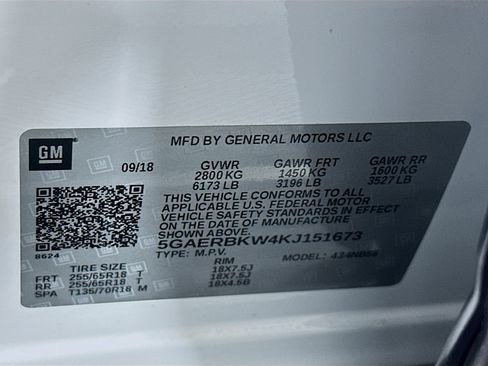 GM
MFD BY GENERAL MOTORS LLC
09/18 GVWR GAWR FRT GAWR RR
2800 KG 1450 KG 1600 KG
6173 LB 3196 LB 3527 LB
THIS VEHICLE CONFORMS TO ALL
APPLICABLE U.S. FEDERAL MOTOR
VEHICLE SAFETY STANDARDS IN EFFECT
ON THE DATE OF MANUFACTURE
SHOWN ABOVE.
5GAERBKW4KJ151673
8624
TYPE: M.P.V. MODEL: 4J4NB56
TIRE SIZE RIM
FRT 255/65R18 T 18X7.5J
RR 255/65R18 T 18X7.5J
SPA T135/70R18 M 18X4.5B